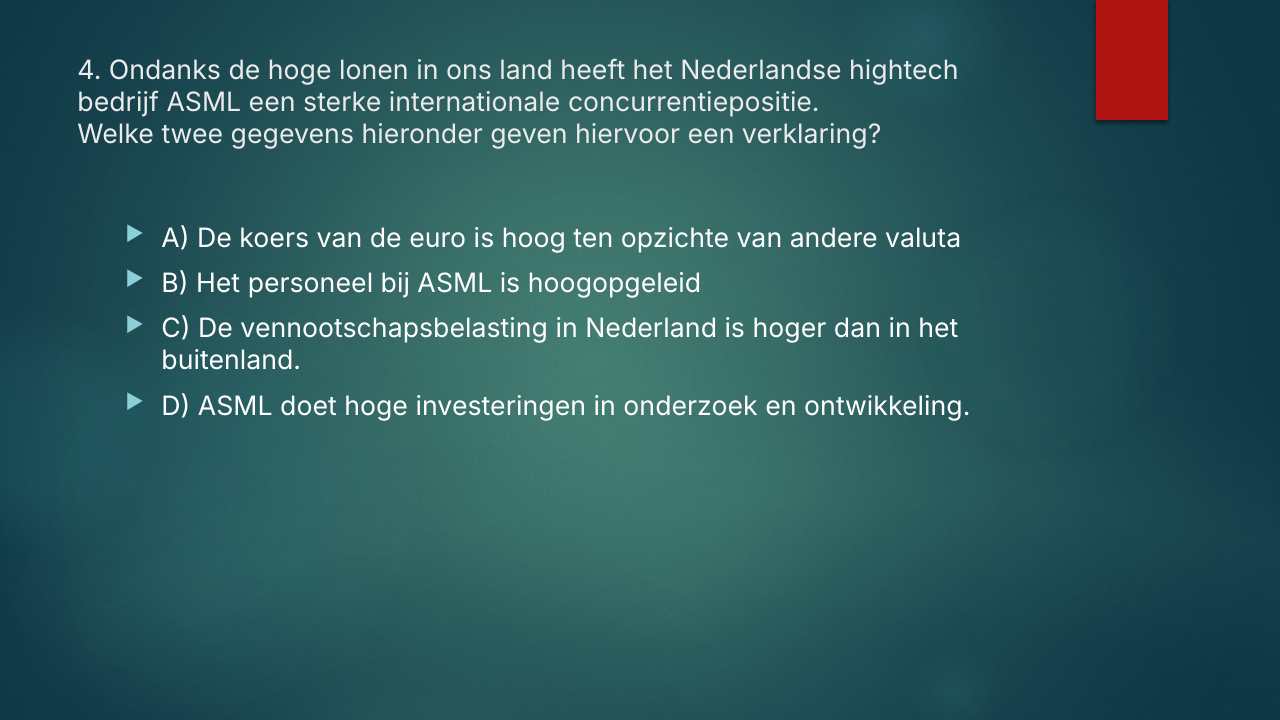 4. Ondanks de hoge lonen in ons land heeft het Nederlandse hightech
bedrijf ASML een sterke internationale concurrentiepositie.
Welke twee gegevens hieronder geven hiervoor een verklaring?
A) De koers van de euro is hoog ten opzichte van andere valuta
B) Het personeel bij ASML is hoogopgeleid
C) De vennootschapsbelasting in Nederland is hoger dan in het
buitenland.
D) ASML doet hoge investeringen in onderzoek en ontwikkeling.